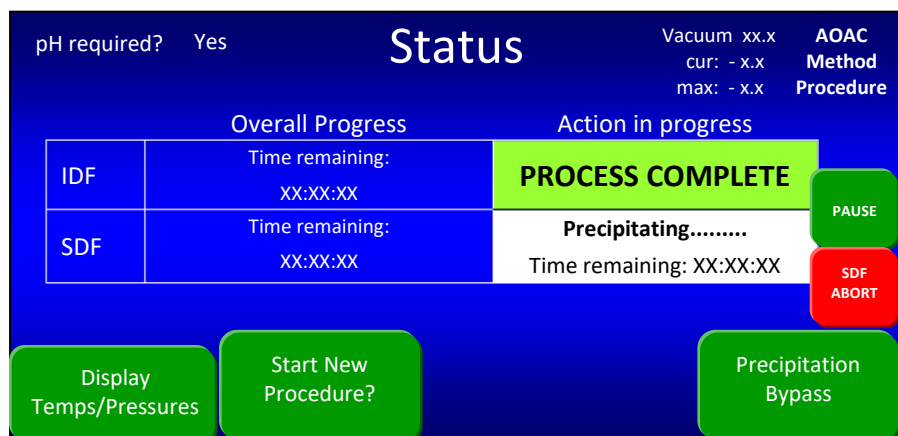 pH required? Yes
Status
Vacuum xx.x
cur: - x.x
max: - x.x
AOAC
Method
Procedure
Overall Progress
Action in progress
IDF
Time remaining:
XX:XX:XX
PROCESS COMPLETE
PAUSE
SDF
Time remaining:
XX:XX:XX
Precipitating.........
Time remaining: XX:XX:XX
SDF
ABORT
Display
Temps/Pressures
Start New
Procedure?
Precipitation
Bypass